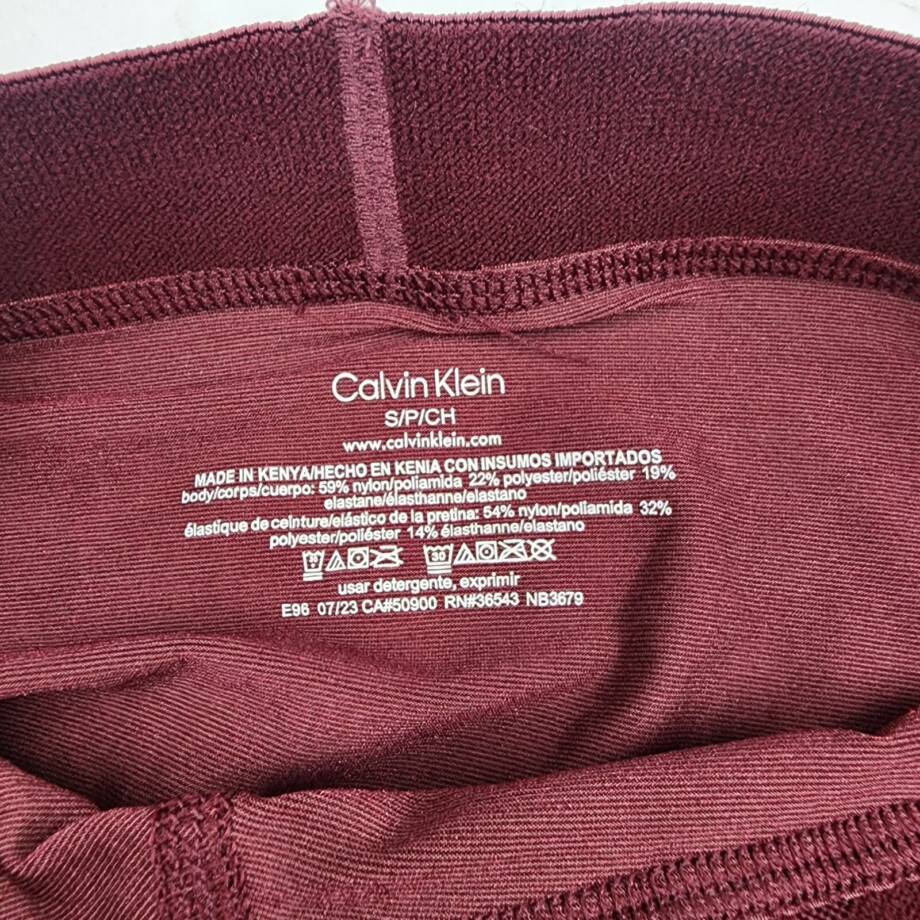 Calvin Klein
S/P/CH
www.calvinklein.com
MADE IN KENYA/HECHO EN KENIA CON INSUMOS IMPORTADOS
body/corps/cuerpo: 59% nylon/poliamida 22% polyester/poliéster 19%
elastane/élasthanne/elastano
élastique de ceinture/elástico de la pretina: 54% nylon/poliamida 32%
polyester/poliéster 14% élasthanne/elastano
30
usar detergente, exprimir
E96 07/23 CA#50900 RN#36543 NB3679